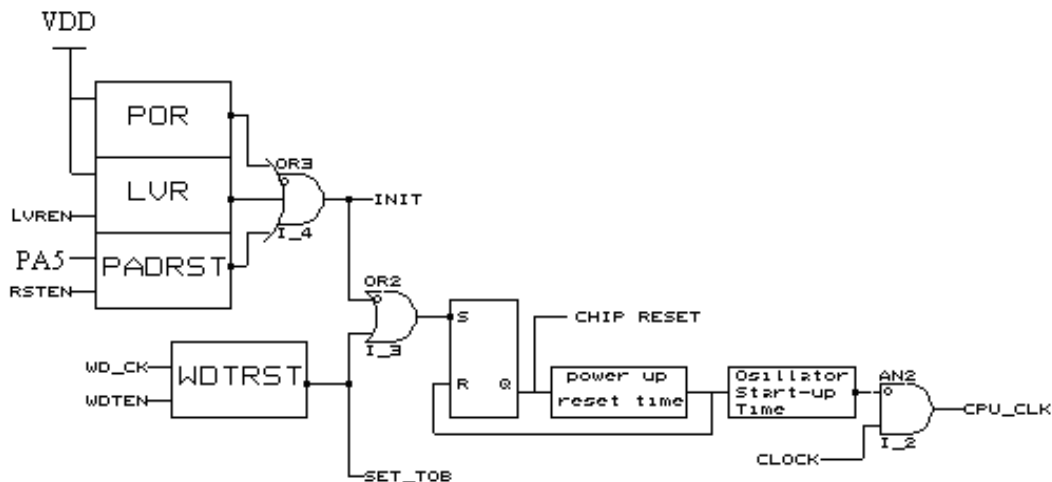 VDD
POR
LVR
LVREN
PA5
PADRST
RSTEN
OR3
I_4
INIT
OR2
I_3
S
R
Q
CHIP RESET
WD_CK
WDTEN
WDTRST
SET_TOB
power up
reset time
Osillator
Start-up
Time
AN2
I_2
CLOCK
CPU_CLK